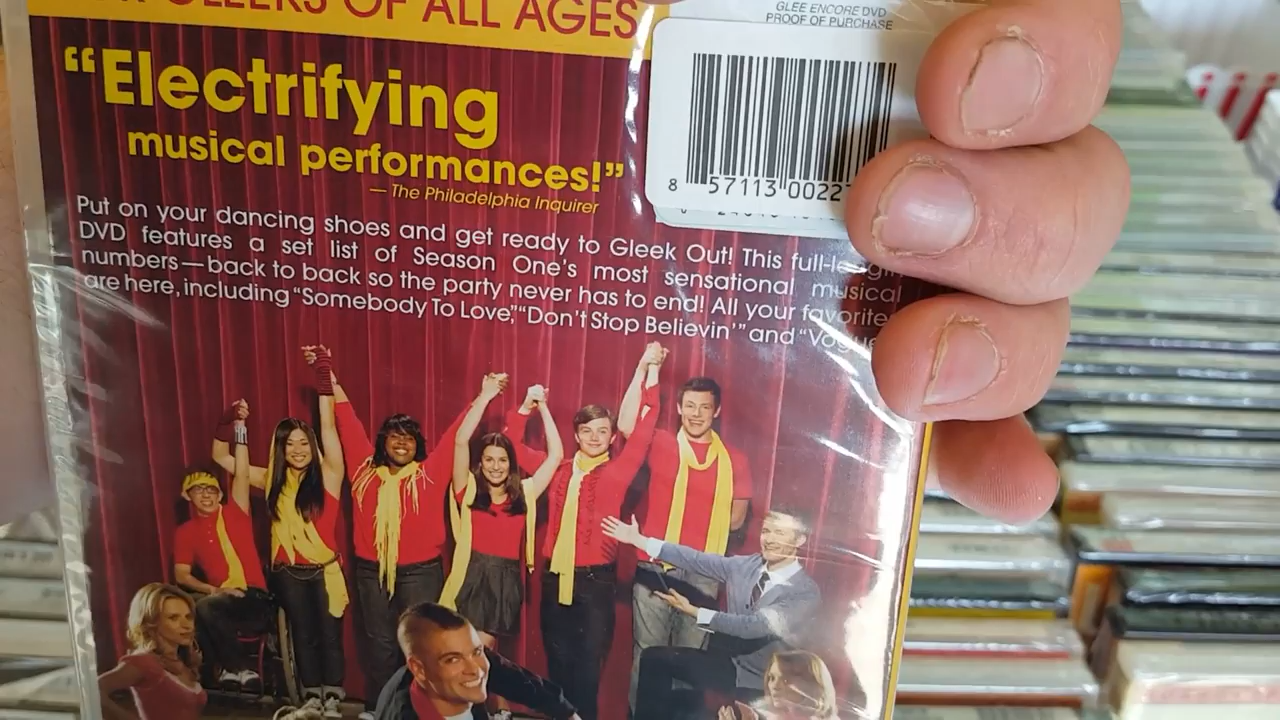 GLEEKS OF ALL AGES
GLEE ENCORE DVD
PROOF OF PURCHASE
“Electrifying
musical performances!”
— The Philadelphia Inquirer
8 57113 0022
Put on your dancing shoes and get ready to Gleek Out! This full-length
DVD features a set list of Season One's most sensational musical
numbers—back to back so the party never has to end! All your favorites
are here, including “Somebody To Love,” “Don't Stop Believin'” and “Vogue